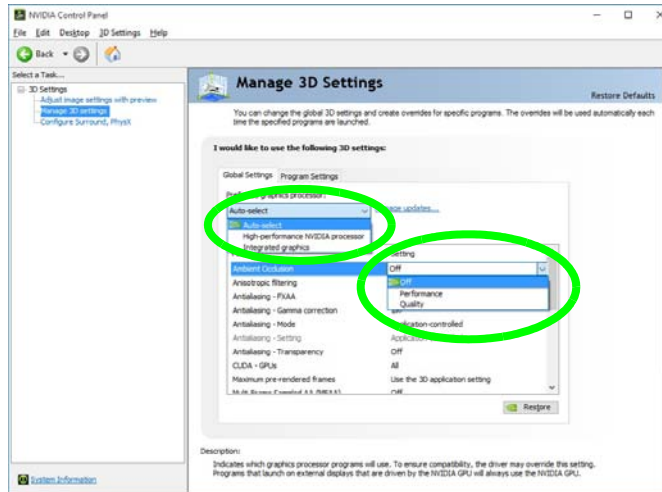 NVIDIA Control Panel
File Edit Desktop 3D Settings Help
Back
Select a Task...
3D Settings
Adjust image settings with preview
Manage 3D settings
Configure Surround, PhysX
Manage 3D Settings
Restore Defaults
You can change the global 3D settings and create overrides for specific programs. The overrides will be used automatically each
time the specified programs are launched.
I would like to use the following 3D settings:
Global Settings Program Settings
graphics processor:
Auto-select
updates...
Auto-select
High-performance NVIDIA processor
Integrated graphics
Setting
Ambient Occlusion Off
Off
Performance
Quality
Anisotropic filtering
Antialiasing - FXAA
Antialiasing - Gamma correction
Antialiasing - Mode Application-controlled
Antialiasing - Setting
Antialiasing - Transparency Off
CUDA - GPUs All
Maximum pre-rendered frames Use the 3D application setting
Off
Restore
Description:
Indicates which graphics processor programs will use. To ensure compatibility, the driver may override this setting.
Programs that launch on external displays that are driven by the NVIDIA GPU will always use the NVIDIA GPU.
System Information